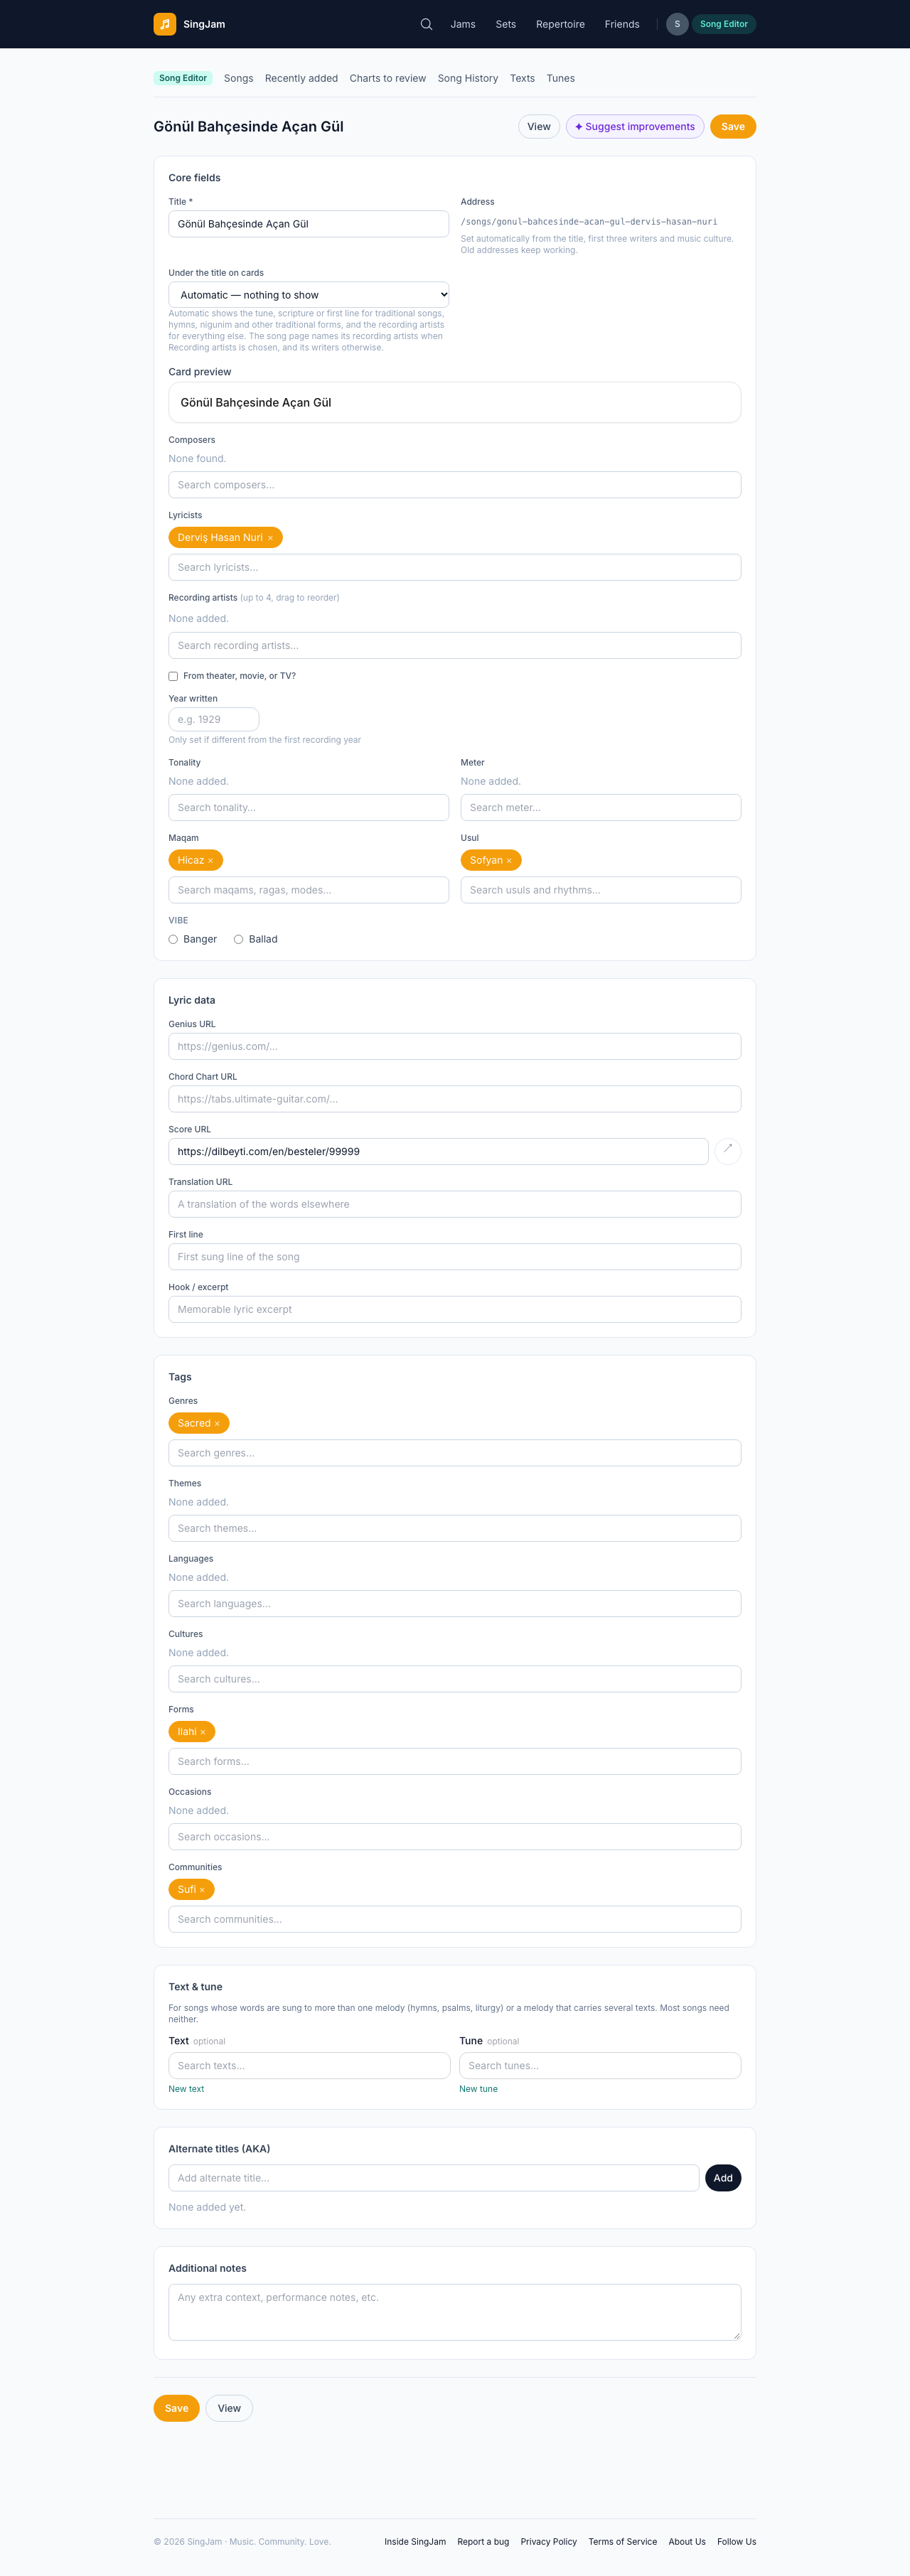 SingJam
Jams
Sets
Repertoire
Friends
S
Song Editor
Song Editor
Songs
Recently added
Charts to review
Song History
Texts
Tunes
Gönül Bahçesinde Açan Gül
View
✦ Suggest improvements
Save
Core fields
Title *
Gönül Bahçesinde Açan Gül
Address
/songs/gonul-bahcesinde-acan-gul-dervis-hasan-nuri
Set automatically from the title, first three writers and music culture.
Old addresses keep working.
Under the title on cards
Automatic — nothing to show
Automatic shows the tune, scripture or first line for traditional songs,
hymns, nigunim and other traditional forms, and the recording artists
for everything else. The song page names its recording artists when
Recording artists is chosen, and its writers otherwise.
Card preview
Gönül Bahçesinde Açan Gül
Composers
None found.
Search composers...
Lyricists
Derviş Hasan Nuri ×
Search lyricists...
Recording artists (up to 4, drag to reorder)
None added.
Search recording artists...
From theater, movie, or TV?
Year written
e.g. 1929
Only set if different from the first recording year
Tonality
None added.
Search tonality...
Meter
None added.
Search meter...
Maqam
Hicaz ×
Search maqams, ragas, modes...
Usul
Sofyan ×
Search usuls and rhythms...
VIBE
Banger
Ballad
Lyric data
Genius URL
https://genius.com/...
Chord Chart URL
https://tabs.ultimate-guitar.com/...
Score URL
https://dilbeyti.com/en/besteler/99999
Translation URL
A translation of the words elsewhere
First line
First sung line of the song
Hook / excerpt
Memorable lyric excerpt
Tags
Genres
Sacred ×
Search genres...
Themes
None added.
Search themes...
Languages
None added.
Search languages...
Cultures
None added.
Search cultures...
Forms
Ilahi ×
Search forms...
Occasions
None added.
Search occasions...
Communities
Sufi ×
Search communities...
Text & tune
For songs whose words are sung to more than one melody (hymns, psalms, liturgy) or a melody that carries several texts. Most songs need
neither.
Text optional
Search texts...
New text
Tune optional
Search tunes...
New tune
Alternate titles (AKA)
Add alternate title...
Add
None added yet.
Additional notes
Any extra context, performance notes, etc.
Save
View
© 2026 SingJam · Music. Community. Love.
Inside SingJam
Report a bug
Privacy Policy
Terms of Service
About Us
Follow Us